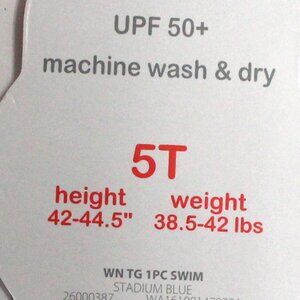 UPF 50+
machine wash & dry
5T
height weight
42-44.5" 38.5-42 lbs
WN TG 1PC SWIM
STADIUM BLUE
26000387